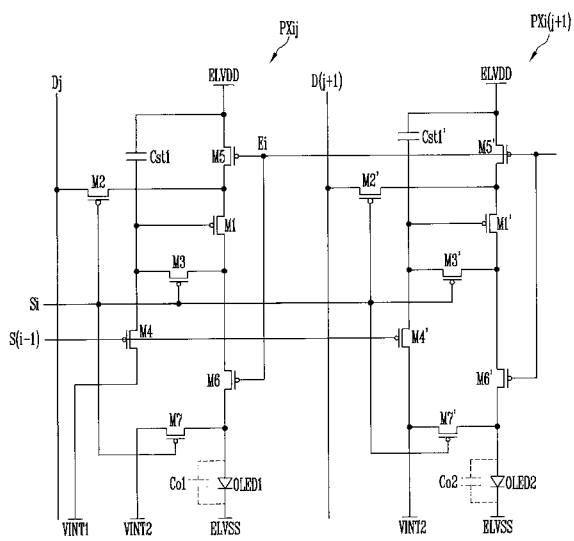 PXij
PXi(j+1)
Dj
ELVDD
D(j+1)
ELVDD
Cst1
M5
Ei
Cst1'
M5'
M2
M2'
M1
M1'
M3
M3'
Si
S(i-1)
M4
M4'
M6
M6'
M7
M7'
Co1
OLED1
Co2
OLED2
VINT1
VINT2
ELVSS
VINT2
ELVSS